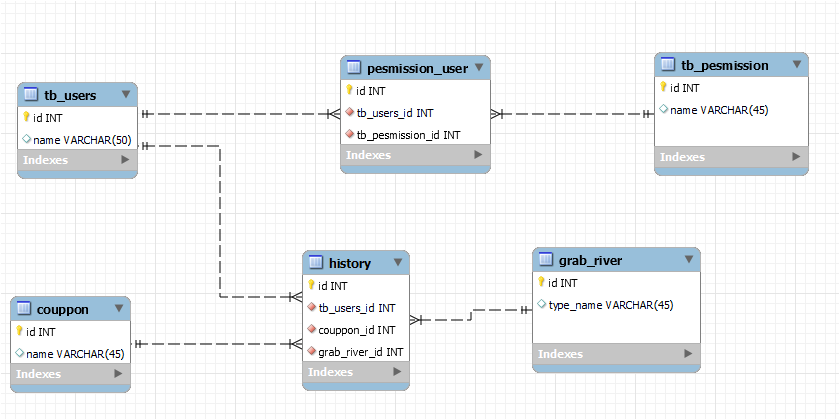 tb_users
id INT
name VARCHAR(50)
Indexes
pesmission_user
id INT
tb_users_id INT
tb_pesmission_id INT
Indexes
tb_pesmission
id INT
name VARCHAR(45)
Indexes
couppon
id INT
name VARCHAR(45)
Indexes
history
id INT
tb_users_id INT
couppon_id INT
grab_river_id INT
Indexes
grab_river
id INT
type_name VARCHAR(45)
Indexes